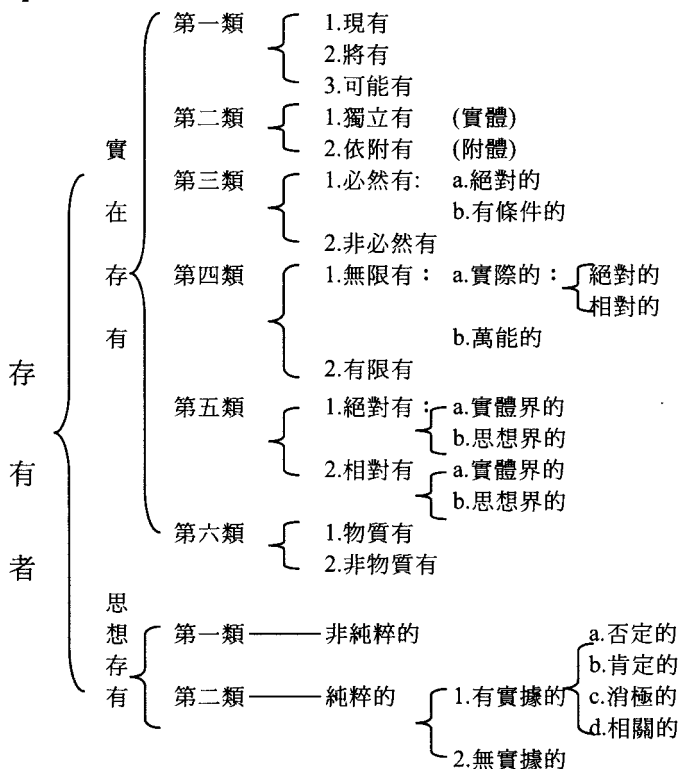 第一類 1.現有
2.將有
3.可能有
第二類 1.獨立有 (實體)
2.依附有 (附體)
第三類 1.必然有: a.絕對的
b.有條件的
2.非必然有
實在存有
第四類 1.無限有： a.實際的： 絕對的
相對的
b.萬能的
2.有限有
存有者
第五類 1.絕對有： a.實體界的
b.思想界的
2.相對有 a.實體界的
b.思想界的
第六類 1.物質有
2.非物質有
思想存有
第一類 —— 非純粹的
第二類 —— 純粹的 1.有實據的 a.否定的
b.肯定的
c.消極的
d.相關的
2.無實據的